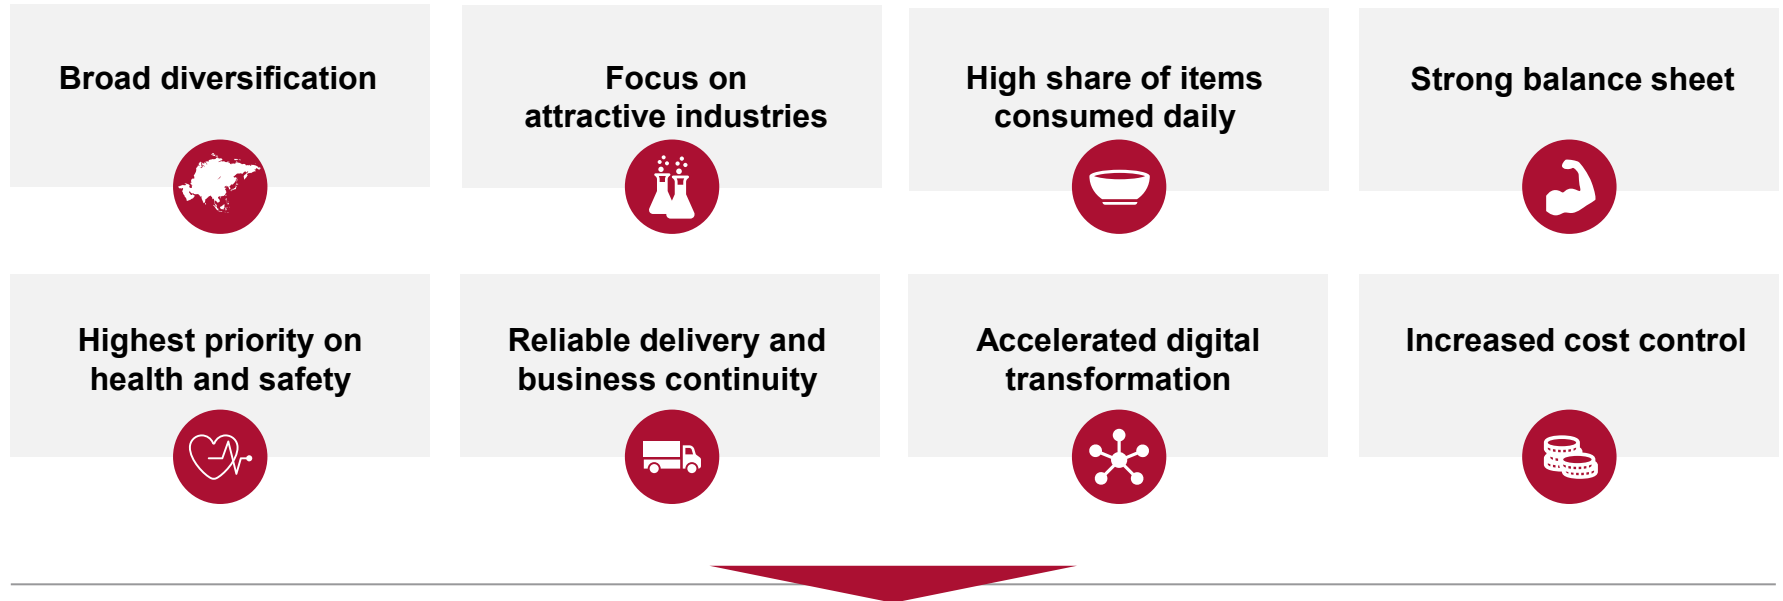 Broad diversification
Focus on
attractive industries
High share of items
consumed daily
Strong balance sheet
Highest priority on
health and safety
Reliable delivery and
business continuity
Accelerated digital
transformation
Increased cost control